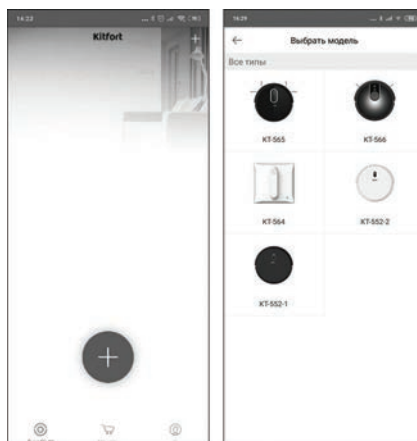 14:23
Kitfort
14:29
Выбрать модель
Все типы
KT-565
KT-566
KT-564
KT-552-2
KT-552-1